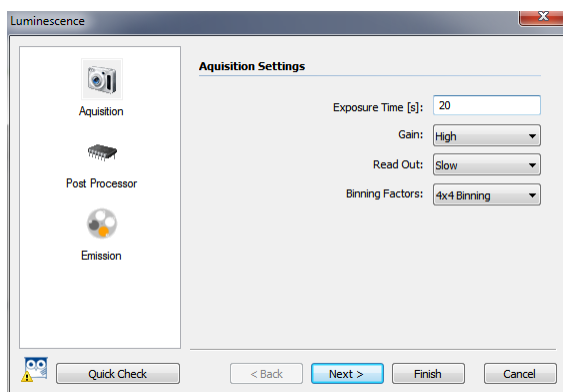 Luminescence
Aquisition
Post Processor
Emission
Aquisition Settings
Exposure Time [s]: 20
Gain: High
Read Out: Slow
Binning Factors: 4x4 Binning
Quick Check
< Back
Next >
Finish
Cancel